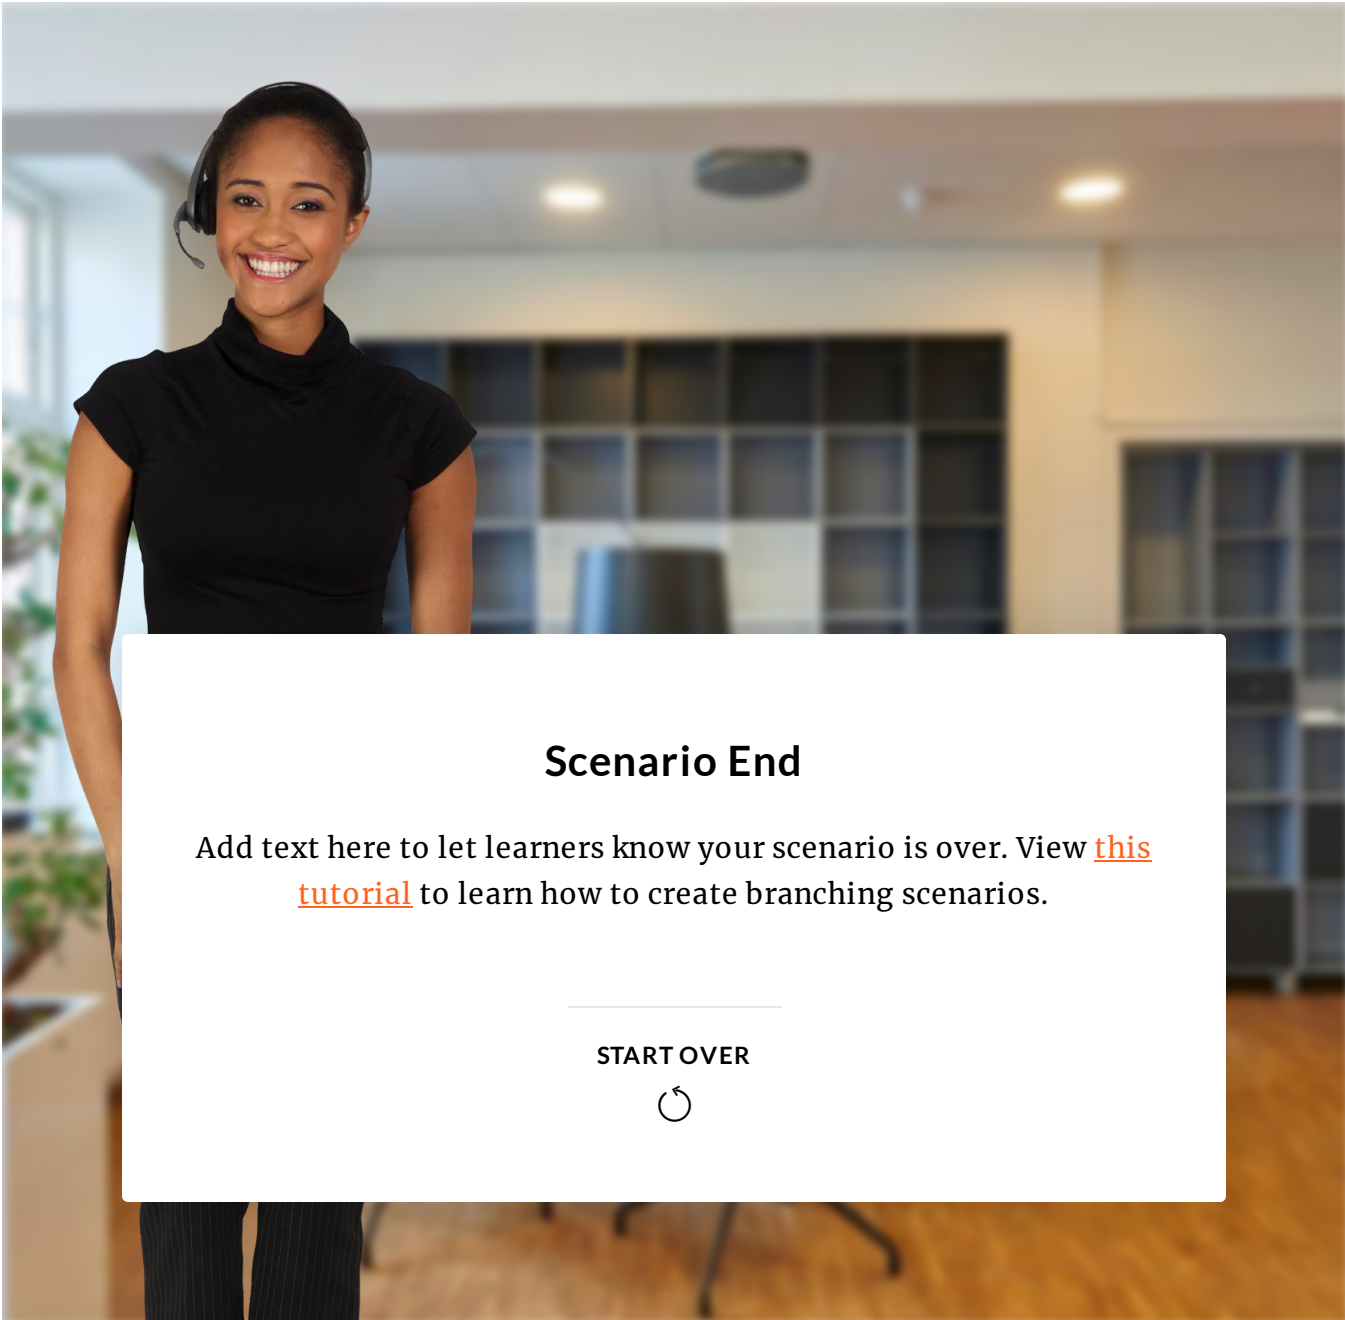 Scenario End
Add text here to let learners know your scenario is over. View this
tutorial to learn how to create branching scenarios.
START OVER